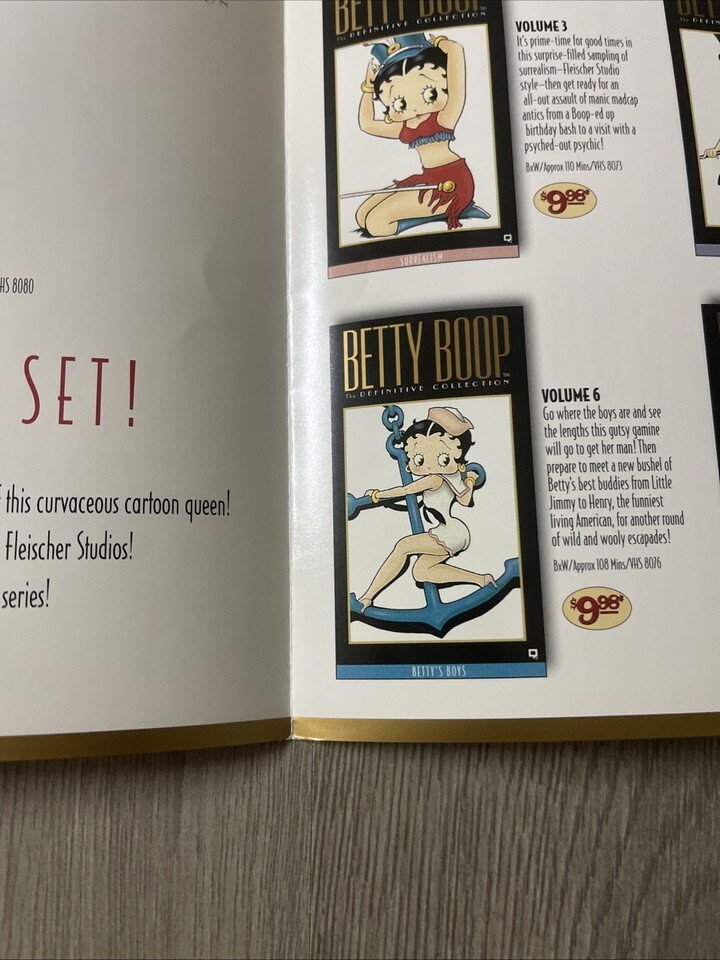 HS 8080
SET!
this curvaceous cartoon queen!
Fleischer Studios!
series!
BETTY BOOP
The DEFINITIVE COLLECTION
SURREALISM
VOLUME 3
It's prime-time for good times in
this surprise-filled sampling of
surrealism–Fleischer Studio
style–then get ready for an
all-out assault of manic madcap
antics from a Boop-ed up
birthday bash to a visit with a
psyched-out psychic!
BxW/Approx 110 Mins/VHS 8073
$9.98*
BETTY BOOP™
The DEFINITIVE COLLECTION
BETTY'S BOYS
VOLUME 6
Go where the boys are and see
the lengths this gutsy gamine
will go to get her man! Then
prepare to meet a new bushel of
Betty's best buddies from Little
Jimmy to Henry, the funniest
living American, for another round
of wild and wooly escapades!
BxW/Approx 108 Mins/VHS 8076
$9.98*